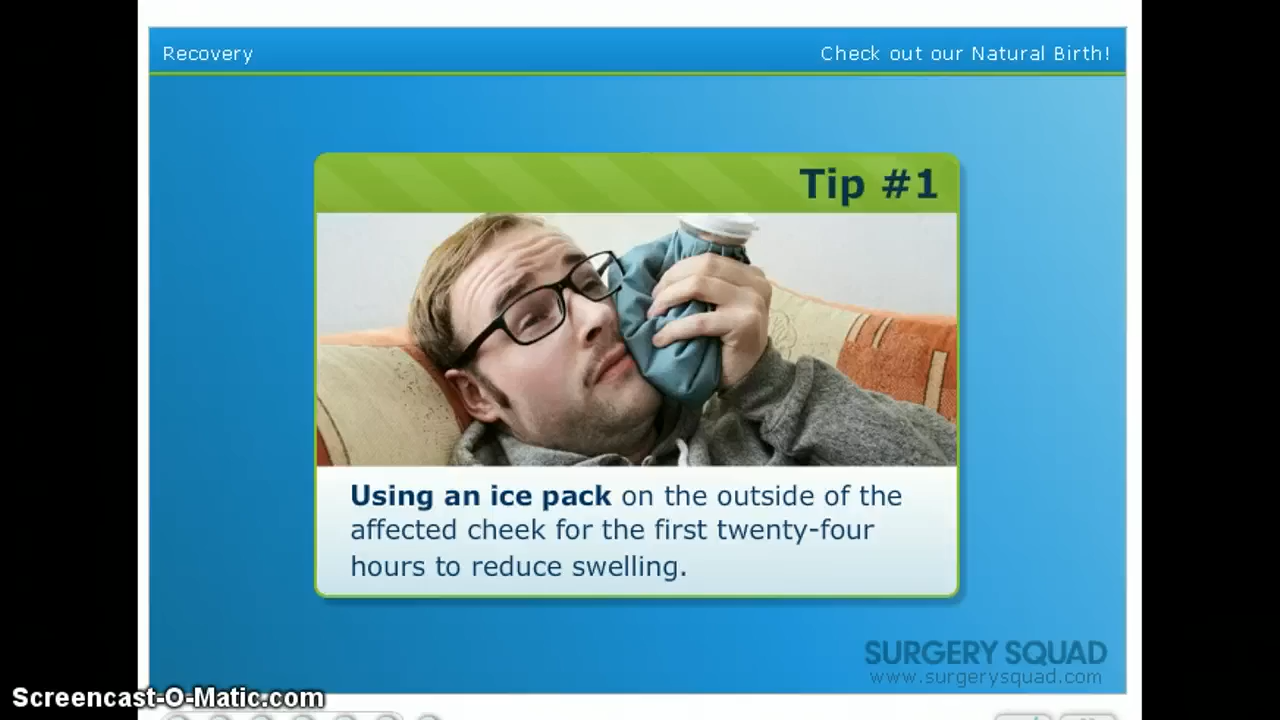 Recovery
Check out our Natural Birth!
Tip #1
Using an ice pack on the outside of the
affected cheek for the first twenty-four
hours to reduce swelling.
SURGERY SQUAD
www.surgerysquad.com
Screencast-O-Matic.com